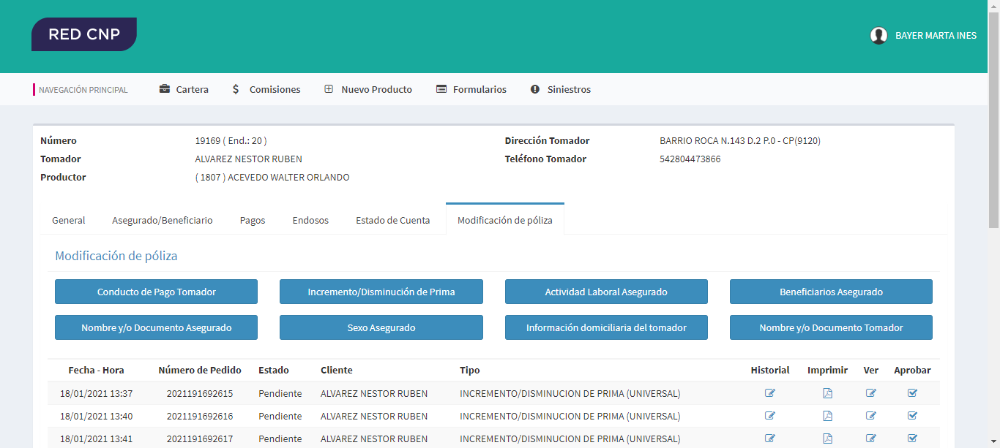 RED CNP
BAYER MARTA INES
NAVEGACIÓN PRINCIPAL Cartera Comisiones Nuevo Producto Formularios Siniestros
Número 19169 ( End.: 20 ) Dirección Tomador BARRIO ROCA N.143 D.2 P.0 - CP(9120)
Tomador ALVAREZ NESTOR RUBEN Teléfono Tomador 542804473866
Productor ( 1807 ) ACEVEDO WALTER ORLANDO
General Asegurado/Beneficiario Pagos Endosos Estado de Cuenta Modificación de póliza
Modificación de póliza
Conducto de Pago Tomador Incremento/Disminución de Prima Actividad Laboral Asegurado Beneficiarios Asegurado
Nombre y/o Documento Asegurado Sexo Asegurado Información domiciliaria del tomador Nombre y/o Documento Tomador
Fecha - Hora Número de Pedido Estado Cliente Tipo Historial Imprimir Ver Aprobar
18/01/2021 13:37 2021191692615 Pendiente ALVAREZ NESTOR RUBEN INCREMENTO/DISMINUCION DE PRIMA (UNIVERSAL)
18/01/2021 13:40 2021191692616 Pendiente ALVAREZ NESTOR RUBEN INCREMENTO/DISMINUCION DE PRIMA (UNIVERSAL)
18/01/2021 13:41 2021191692617 Pendiente ALVAREZ NESTOR RUBEN INCREMENTO/DISMINUCION DE PRIMA (UNIVERSAL)